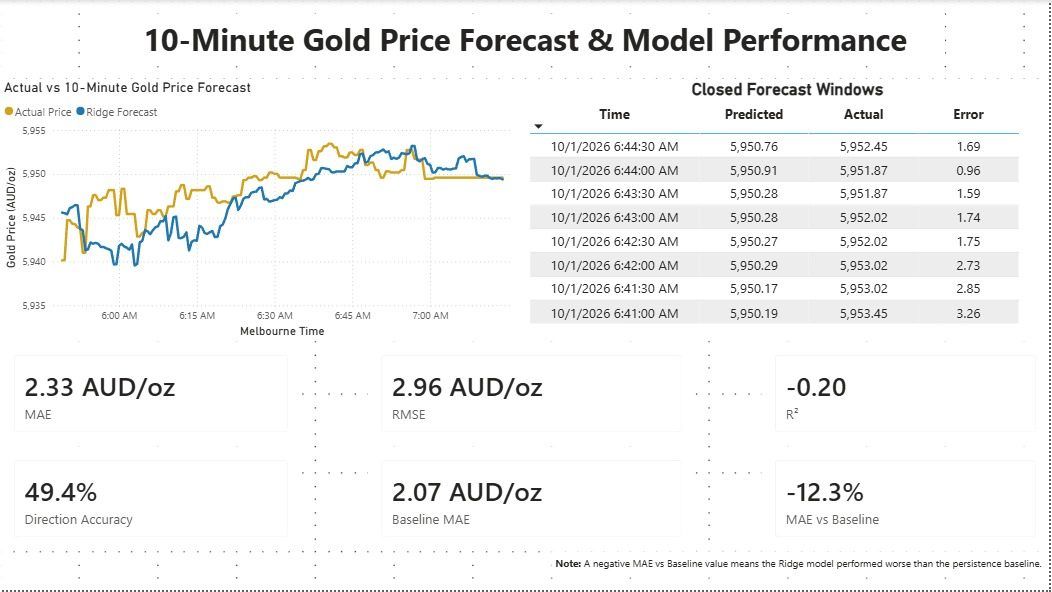 10-Minute Gold Price Forecast & Model Performance
Actual vs 10-Minute Gold Price Forecast
Actual Price Ridge Forecast
Gold Price (AUD/oz)
5,955
5,950
5,945
5,940
5,935
6:00 AM 6:15 AM 6:30 AM 6:45 AM 7:00 AM
Melbourne Time
Closed Forecast Windows
Time Predicted Actual Error
10/1/2026 6:44:30 AM 5,950.76 5,952.45 1.69
10/1/2026 6:44:00 AM 5,950.91 5,951.87 0.96
10/1/2026 6:43:30 AM 5,950.28 5,951.87 1.59
10/1/2026 6:43:00 AM 5,950.28 5,952.02 1.74
10/1/2026 6:42:30 AM 5,950.27 5,952.02 1.75
10/1/2026 6:42:00 AM 5,950.29 5,953.02 2.73
10/1/2026 6:41:30 AM 5,950.17 5,953.02 2.85
10/1/2026 6:41:00 AM 5,950.19 5,953.45 3.26
2.33 AUD/oz
MAE
2.96 AUD/oz
RMSE
-0.20
R²
49.4%
Direction Accuracy
2.07 AUD/oz
Baseline MAE
-12.3%
MAE vs Baseline
Note: A negative MAE vs Baseline value means the Ridge model performed worse than the persistence baseline.